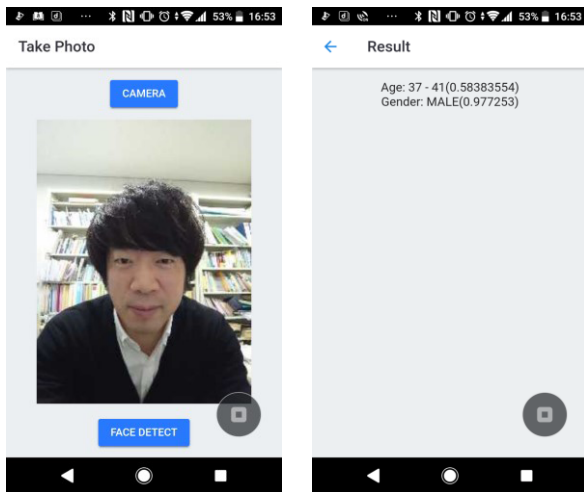 53% 16:53
Take Photo
CAMERA
FACE DETECT
53% 16:53
Result
Age: 37 - 41(0.58383554)
Gender: MALE(0.977253)